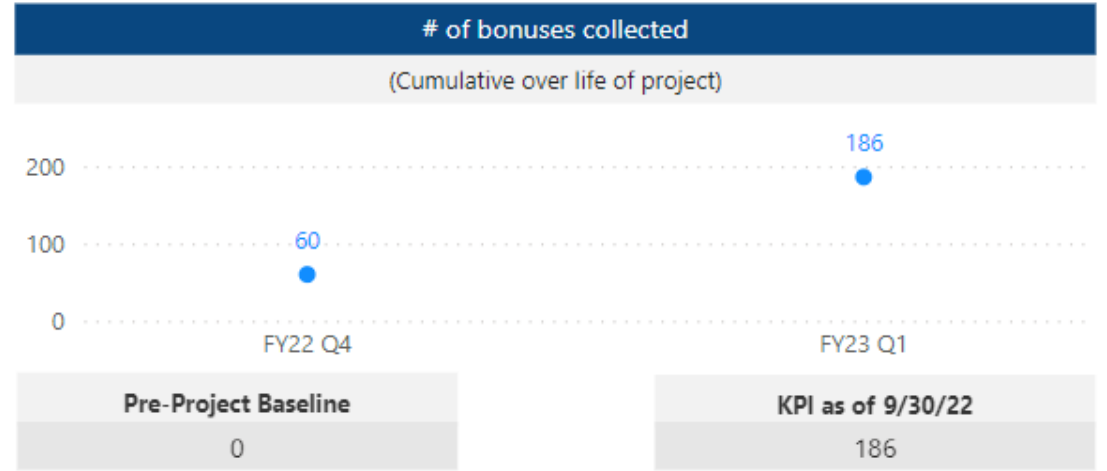 # of bonuses collected
(Cumulative over life of project)
186
200
100
60
0
FY22 Q4 FY23 Q1
Pre-Project Baseline KPI as of 9/30/22
0 186